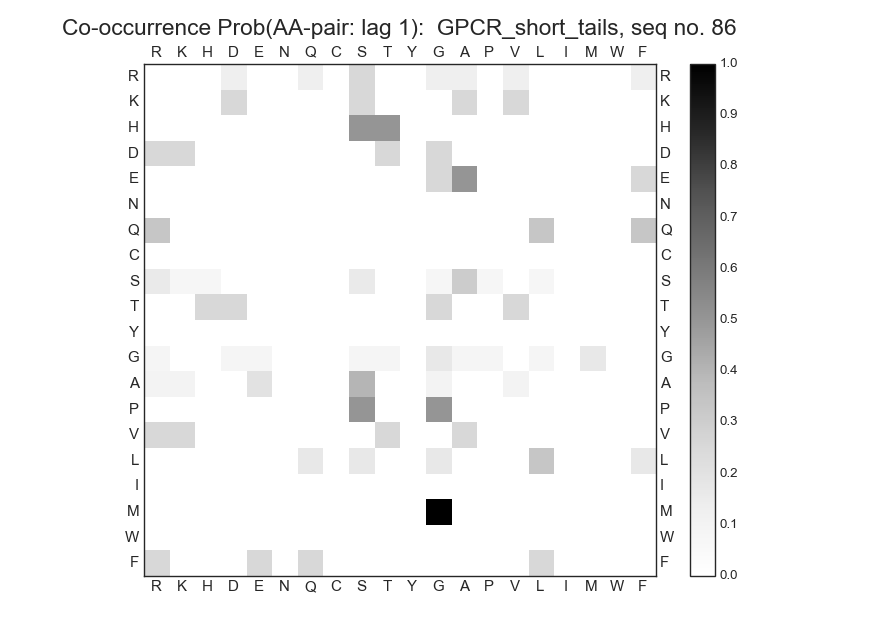 Co-occurrence Prob(AA-pair: lag 1):  GPCR_short_tails, seq no. 86
R K H D E N Q C S T Y G A P V L I M W F
R R 1.0
K K 0.9
H H
D D 0.8
E E
N N 0.7
Q Q 0.6
C C
S S 0.5
T T
Y Y
G G 0.4
A A
P P 0.3
V V
L L 0.2
I I
M M 0.1
W W
F F 0.0
R K H D E N Q C S T Y G A P V L I M W F